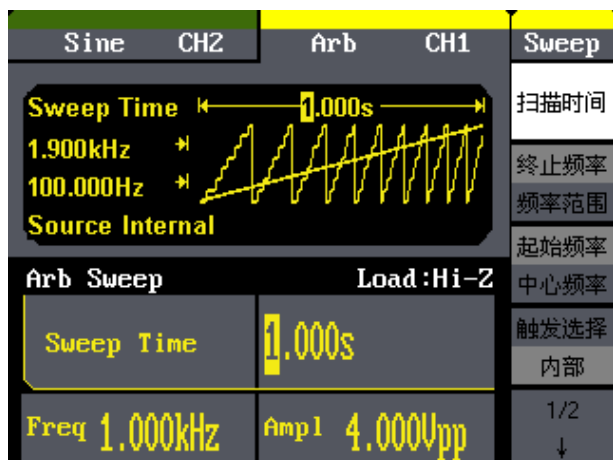 Sine CH2 Arb CH1 Sweep
Sweep Time 1.000s
1.900kHz
100.000Hz
Source Internal
Arb Sweep Load:Hi-Z
Sweep Time 1.000s
Freq 1.000kHz Ampl 4.000Vpp
扫描时间
终止频率
频率范围
起始频率
中心频率
触发选择
内部
1/2
↓